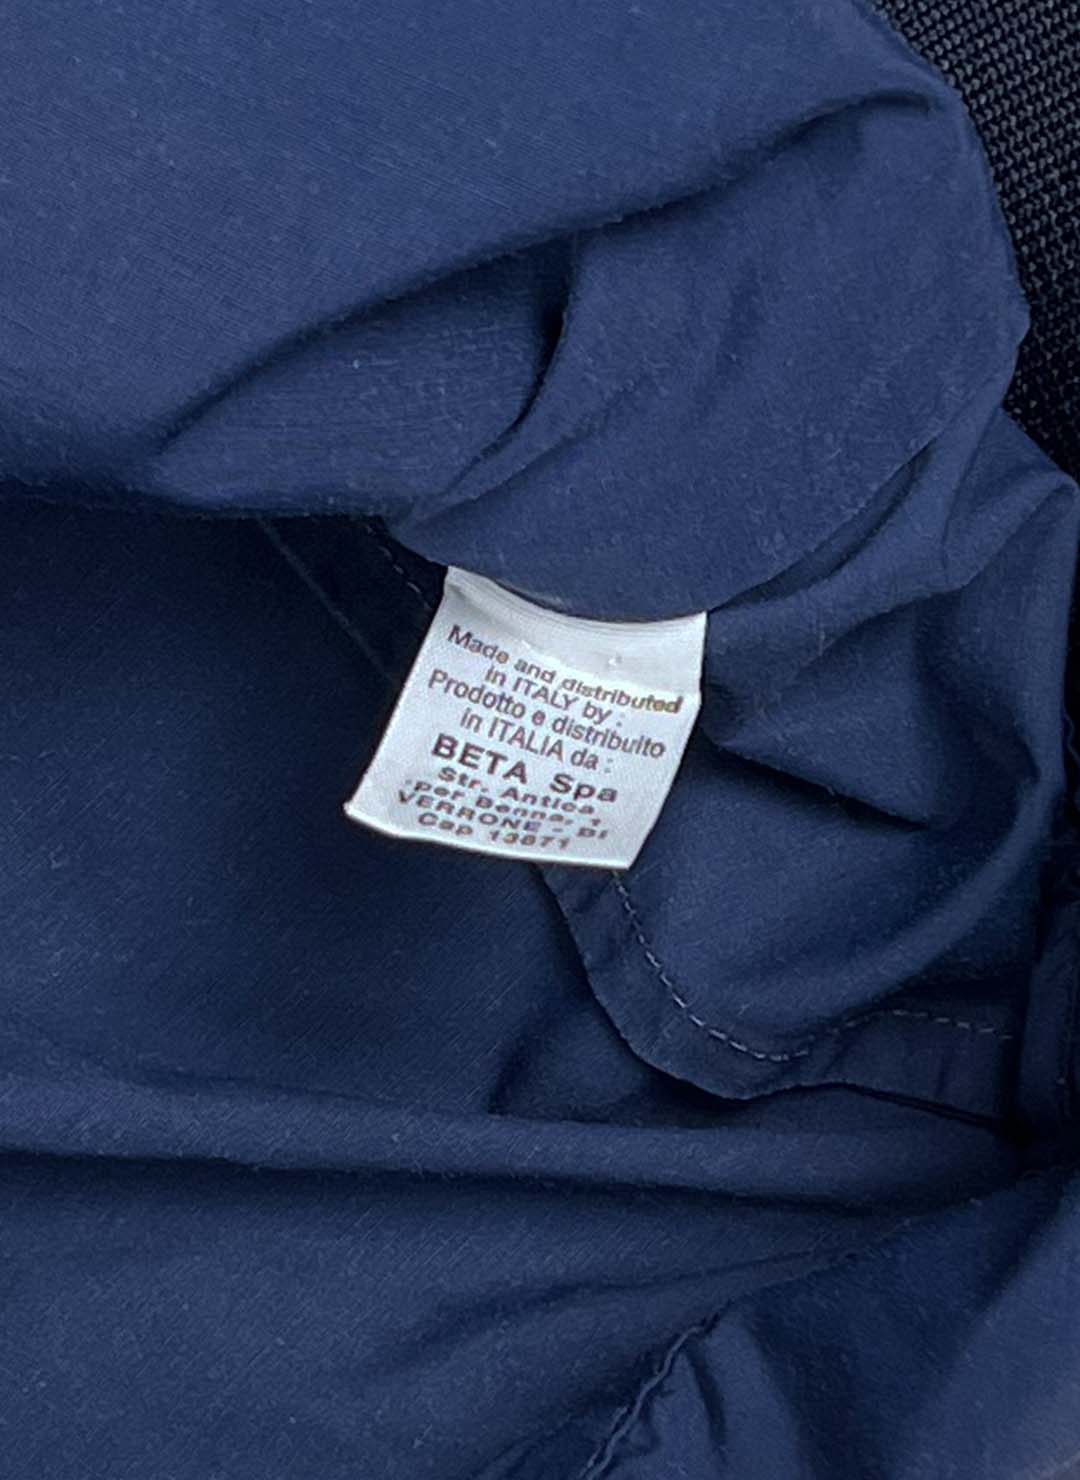 Made and distributed
in ITALY by :
Prodotto e distribuito
in ITALIA da :
BETA Spa
Str. Antica
per Benna, 1
VERRONE - BI
Cap 13871